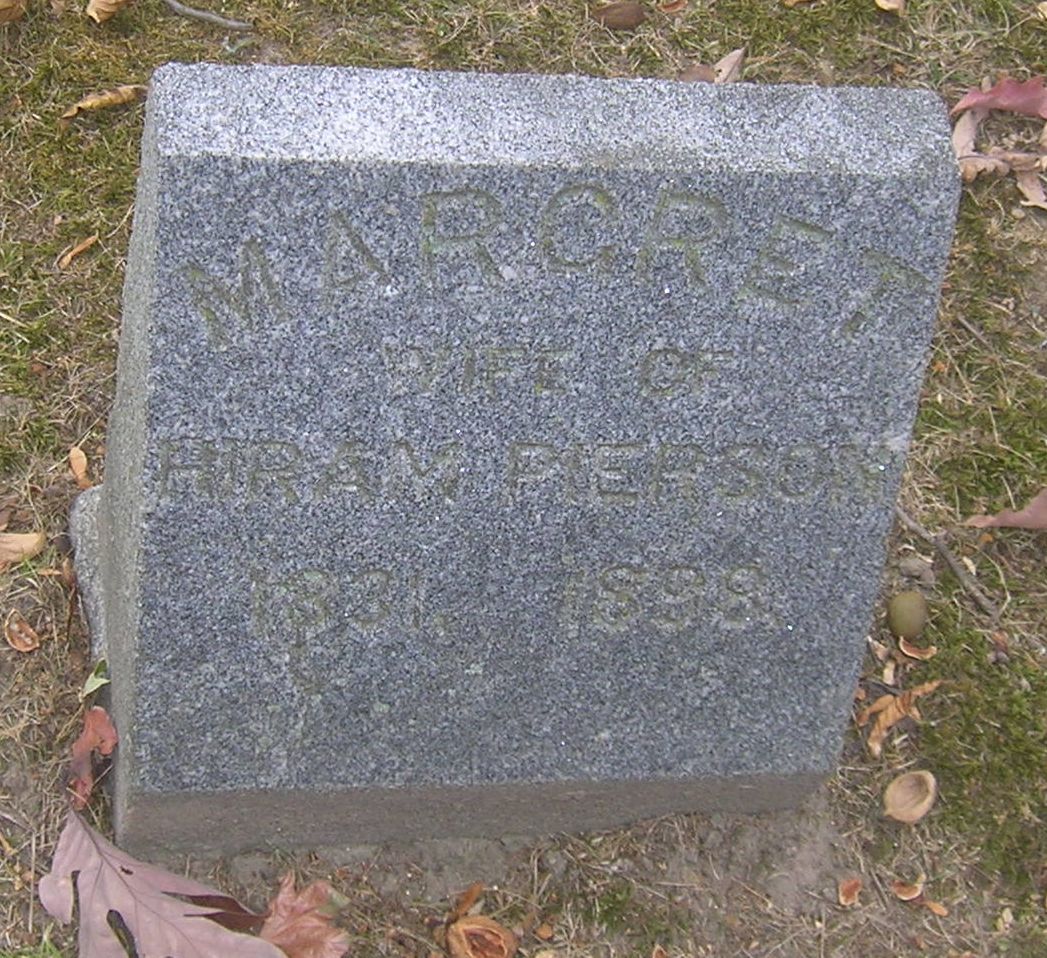 MARGRET
WIFE OF
HIRAM PIERSON
1831. 1898.